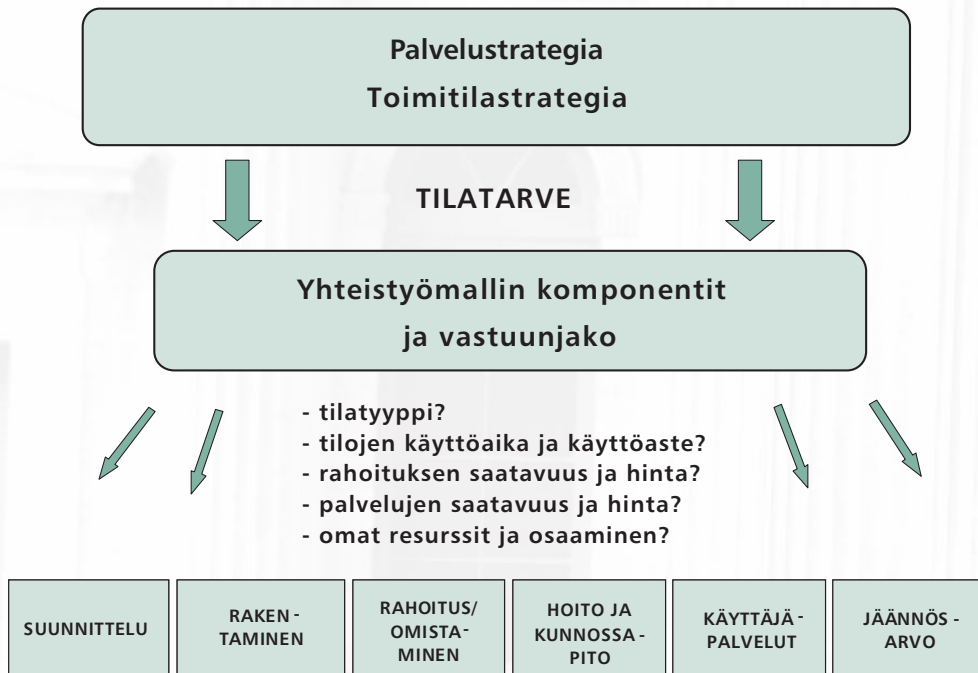 Palvelustrategia
Toimitilastrategia
TILATARVE
Yhteistyömallin komponentit
ja vastuunjako
- tilatyyppi?
- tilojen käyttöaika ja käyttöaste?
- rahoituksen saatavuus ja hinta?
- palvelujen saatavuus ja hinta?
- omat resurssit ja osaaminen?
SUUNNITTELU
RAKEN -
TAMINEN
RAHOITUS/
OMISTA-
MINEN
HOITO JA
KUNNOSSA -
PITO
KÄYTTÄJÄ -
PALVELUT
JÄÄNNÖS -
ARVO